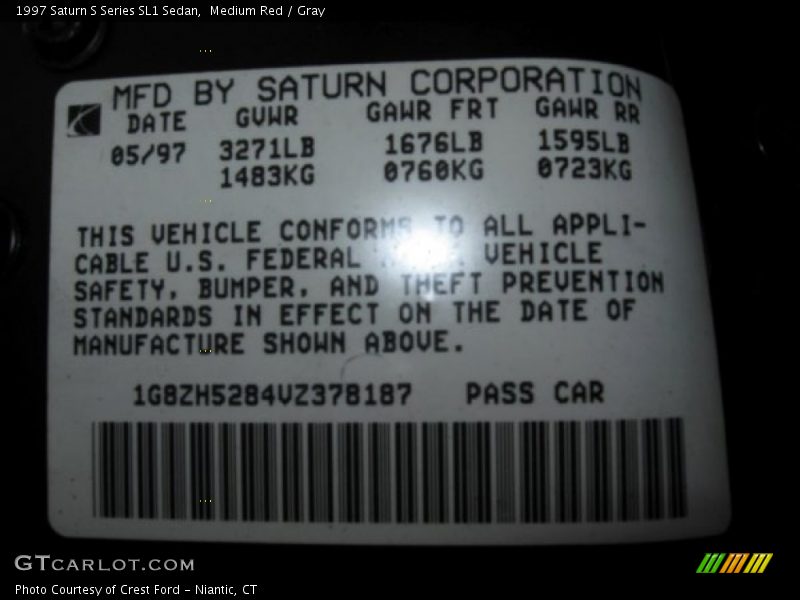 1997 Saturn S Series SL1 Sedan,  Medium Red / Gray
MFD BY SATURN CORPORATION
DATE GVWR GAWR FRT GAWR RR
05/97 3271LB 1676LB 1595LB
1483KG 0760KG 0723KG
THIS VEHICLE CONFORMS TO ALL APPLI-
CABLE U.S. FEDERAL VEHICLE
SAFETY, BUMPER, AND THEFT PREVENTION
STANDARDS IN EFFECT ON THE DATE OF
MANUFACTURE SHOWN ABOVE.
1G8ZH5284VZ378187 PASS CAR
GTCARLOT.COM
Photo Courtesy of Crest Ford - Niantic, CT